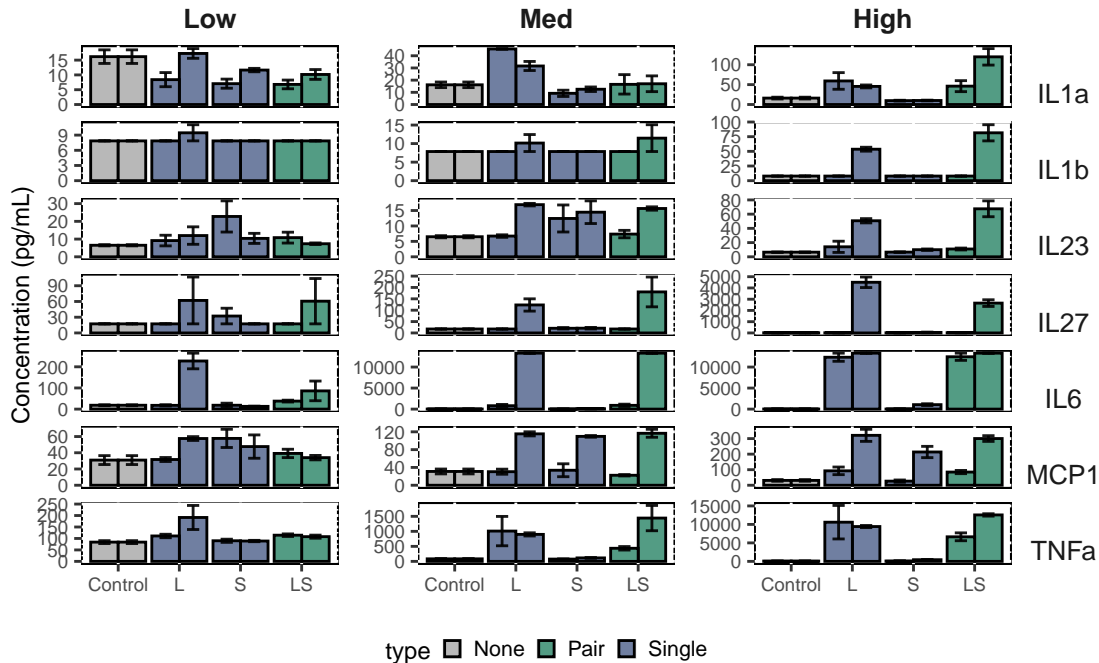 Low Med High
15 10 5 0 40 30 20 10 0 100 50 0 IL1a
9 6 3 0 15 10 5 0 100 75 50 25 0 IL1b
30 20 10 0 15 10 5 0 80 60 40 20 0 IL23
90 60 30 0 250 200 150 100 50 0 5000 4000 3000 2000 1000 0 IL27
200 100 0 10000 5000 0 10000 5000 0 IL6
60 40 20 0 120 80 40 0 300 200 100 0 MCP1
250 200 150 100 50 0 1500 1000 500 0 15000 10000 5000 0 TNFa
Concentration (pg/mL)
Control L S LS Control L S LS Control L S LS
type None Pair Single